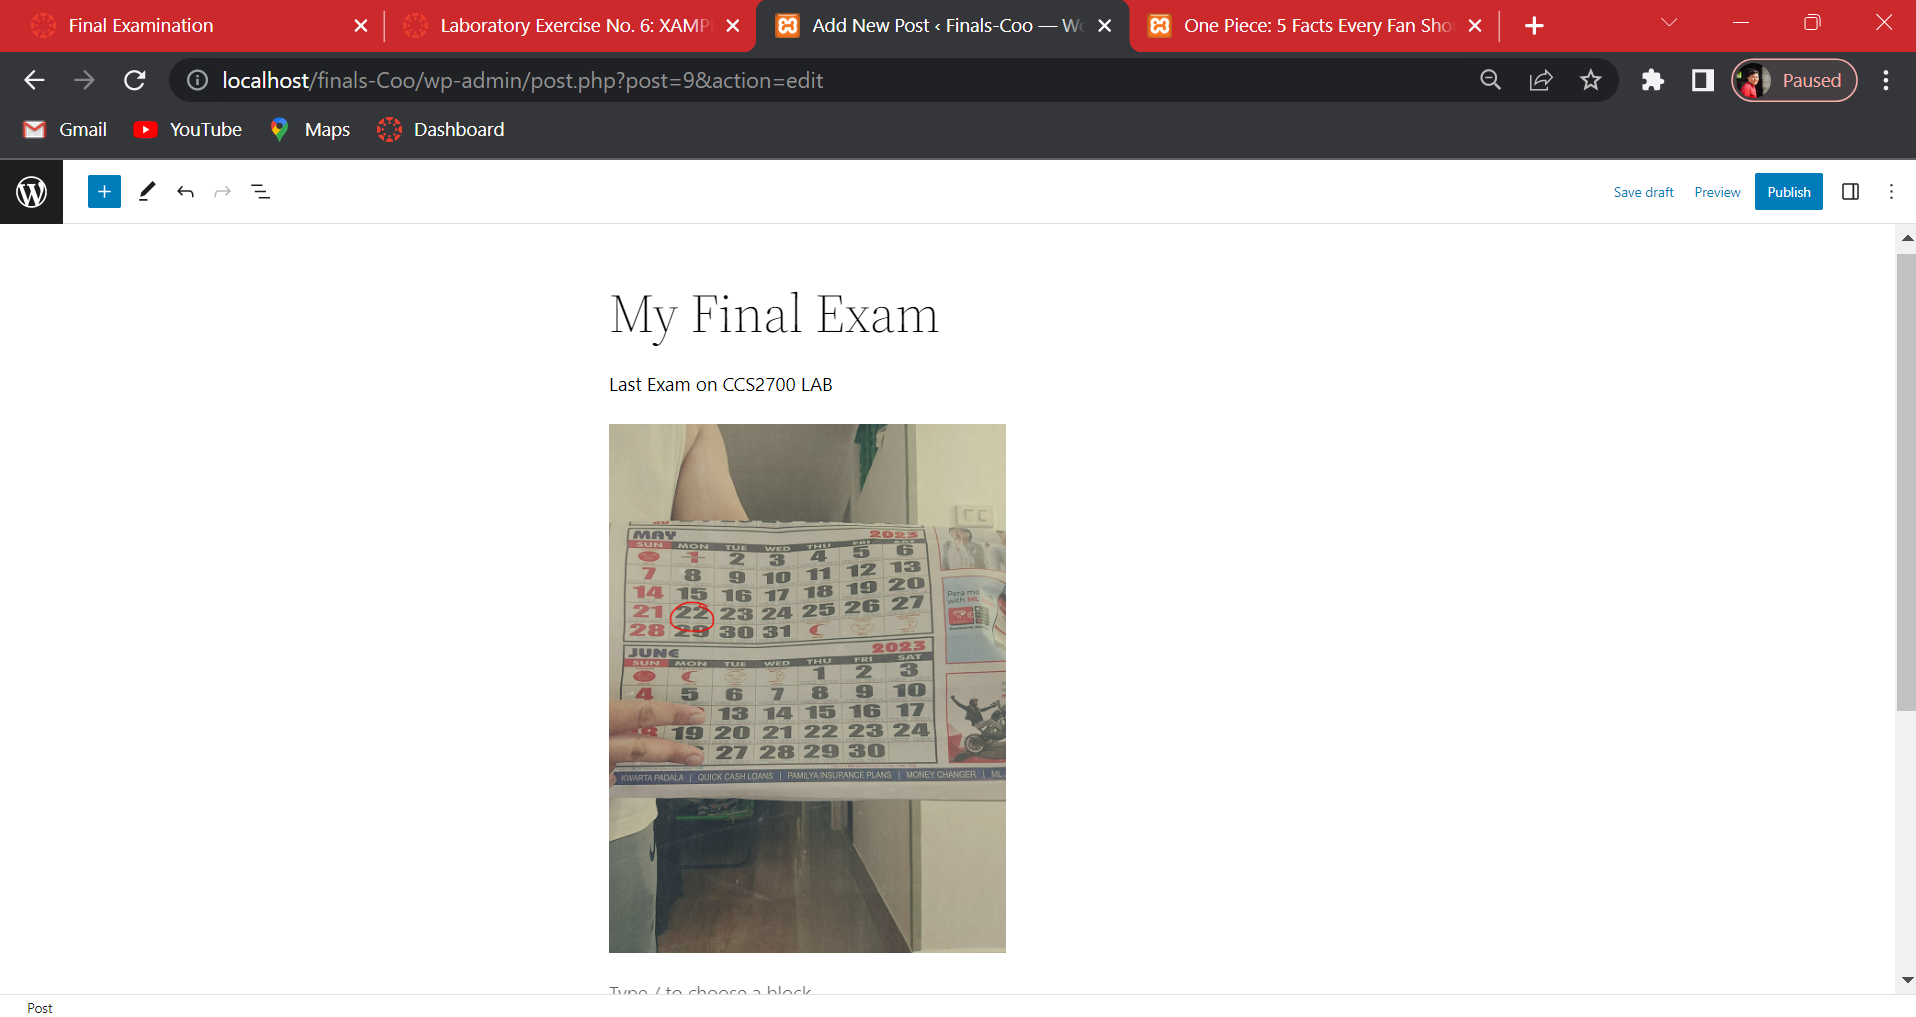 Final Examination
Laboratory Exercise No. 6: XAMP
Add New Post ‹ Finals-Coo — Wo
One Piece: 5 Facts Every Fan Sho
localhost/finals-Coo/wp-admin/post.php?post=9&action=edit
Paused
Gmail YouTube Maps Dashboard
Save draft Preview Publish
My Final Exam
Last Exam on CCS2700 LAB
MAY 2023
SUN MON TUE WED THU FRI SAT
1 2 3 4 5 6
7 8 9 10 11 12 13
14 15 16 17 18 19 20
21 22 23 24 25 26 27
28 29 30 31
Pera
with ML
JUNE 2023
SUN MON TUE WED THU FRI SAT
1 2 3
4 5 6 7 8 9 10
13 14 15 16 17
19 20 21 22 23 24
27 28 29 30
KWARTA PADALA | QUICK CASH LOANS | PAMILYA INSURANCE PLANS | MONEY CHANGER | ML
Type / to choose a block
Post